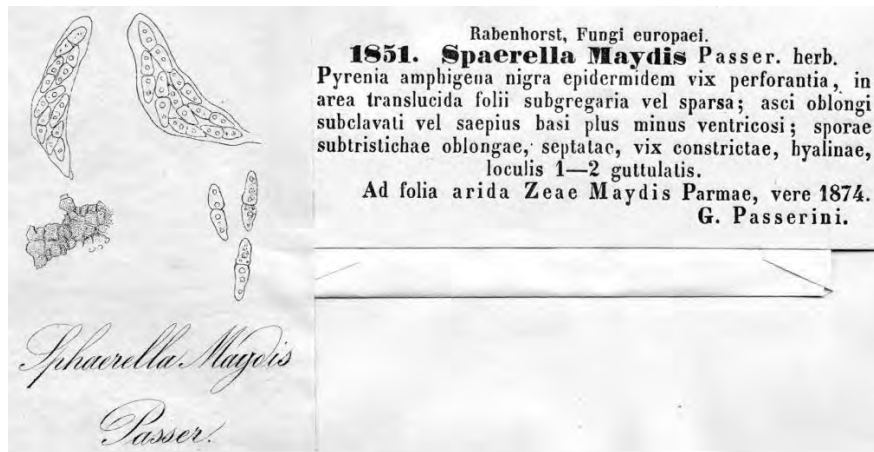 Rabenhorst, Fungi europaei.
1851. Spaerella Maydis Passer. herb.
Pyrenia amphigena nigra epidermidem vix perforantia, in
area translucida folii subgregaria vel sparsa; asci oblongi
subclavati vel saepius basi plus minus ventricosi; sporae
subtristichae oblongae, septatae, vix constrictae, hyalinae,
loculis 1—2 guttulatis.
Ad folia arida Zeae Maydis Parmae, vere 1874.
G. Passerini.
Sphaerella Maydis
Passer.